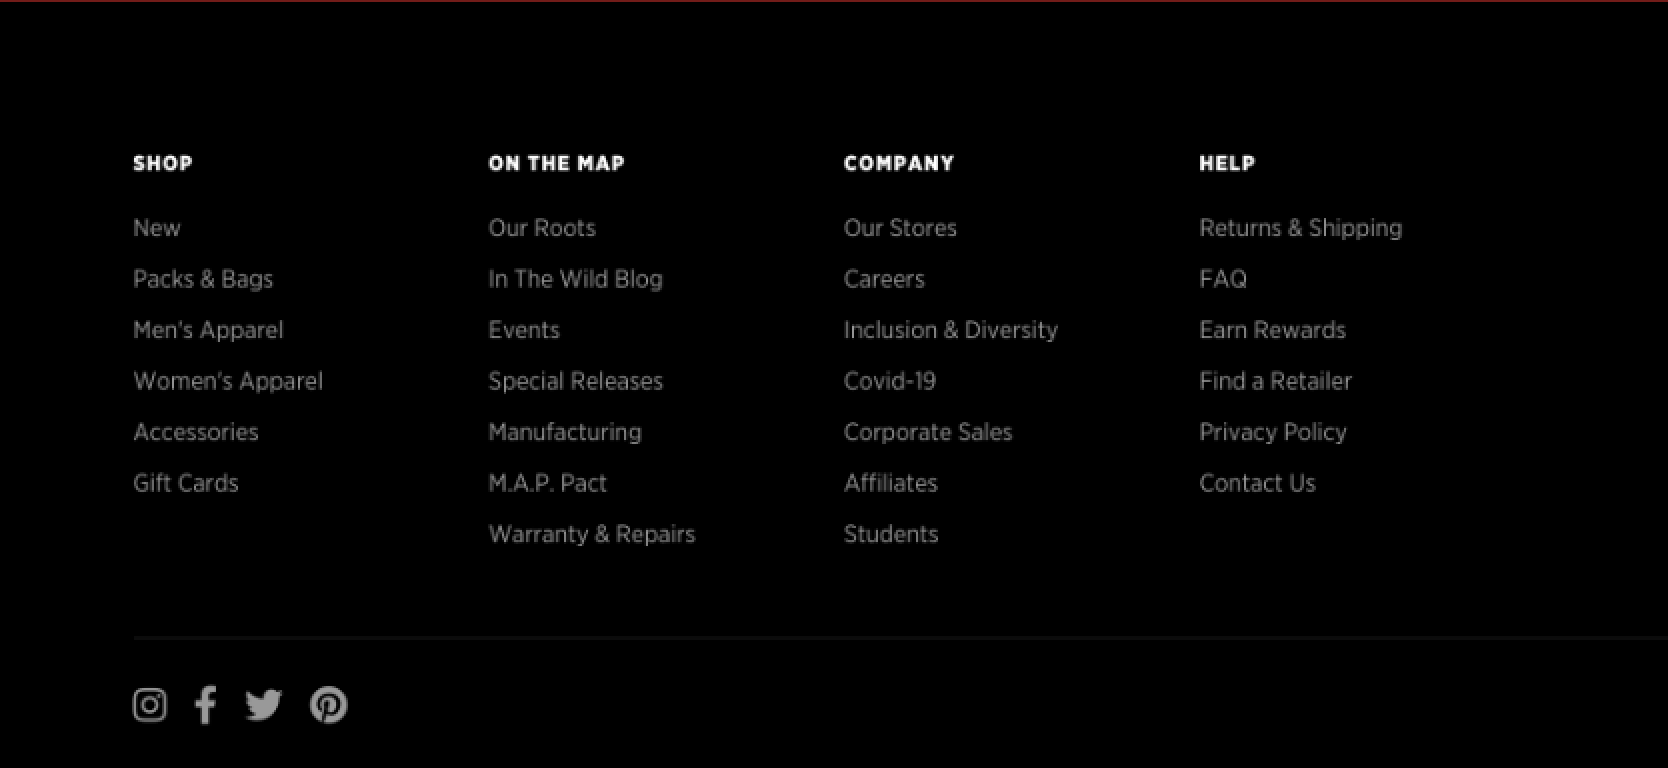 SHOP
New
Packs & Bags
Men's Apparel
Women's Apparel
Accessories
Gift Cards
ON THE MAP
Our Roots
In The Wild Blog
Events
Special Releases
Manufacturing
M.A.P. Pact
Warranty & Repairs
COMPANY
Our Stores
Careers
Inclusion & Diversity
Covid-19
Corporate Sales
Affiliates
Students
HELP
Returns & Shipping
FAQ
Earn Rewards
Find a Retailer
Privacy Policy
Contact Us